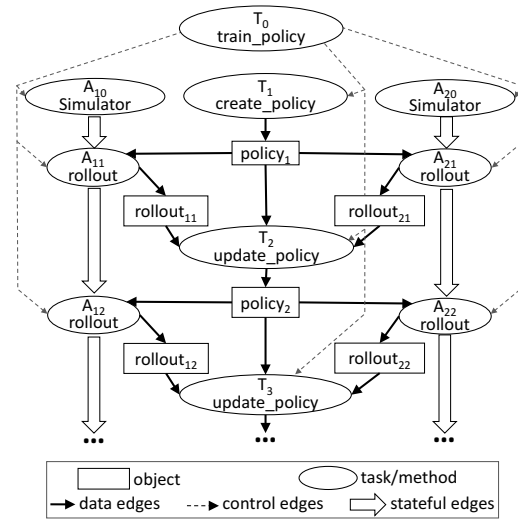 T0
train_policy
A10
Simulator
T1
create_policy
A20
Simulator
A11
rollout
policy1
A21
rollout
rollout11
rollout21
T2
update_policy
A12
rollout
policy2
A22
rollout
rollout12
rollout22
T3
update_policy
...
...
...
object
task/method
data edges
control edges
stateful edges